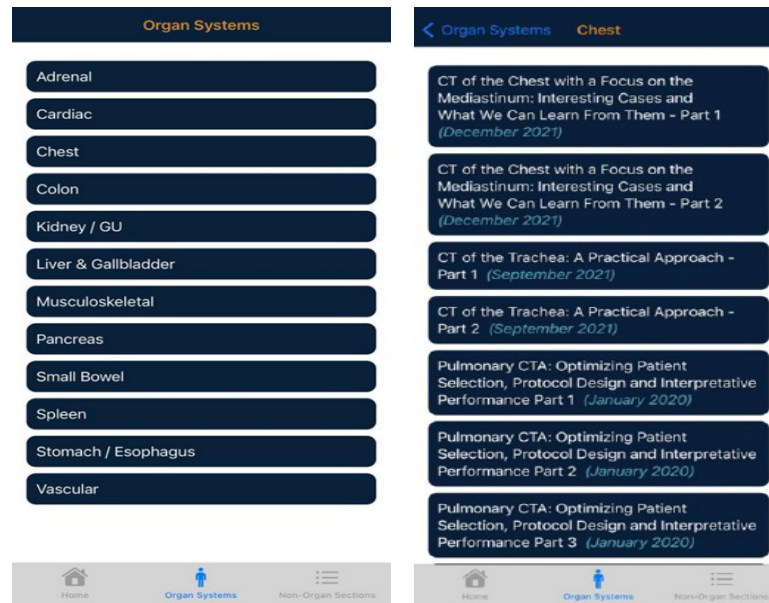 Organ Systems
Adrenal
Cardiac
Chest
Colon
Kidney / GU
Liver & Gallbladder
Musculoskeletal
Pancreas
Small Bowel
Spleen
Stomach / Esophagus
Vascular
Home
Organ Systems
Non-Organ Sections
Organ Systems
Chest
CT of the Chest with a Focus on the
Mediastinum: Interesting Cases and
What We Can Learn From Them - Part 1
(December 2021)
CT of the Chest with a Focus on the
Mediastinum: Interesting Cases and
What We Can Learn From Them - Part 2
(December 2021)
CT of the Trachea: A Practical Approach -
Part 1 (September 2021)
CT of the Trachea: A Practical Approach -
Part 2 (September 2021)
Pulmonary CTA: Optimizing Patient
Selection, Protocol Design and Interpretative
Performance Part 1 (January 2020)
Pulmonary CTA: Optimizing Patient
Selection, Protocol Design and Interpretative
Performance Part 2 (January 2020)
Pulmonary CTA: Optimizing Patient
Selection, Protocol Design and Interpretative
Performance Part 3 (January 2020)
Home
Organ Systems
Non-Organ Sections